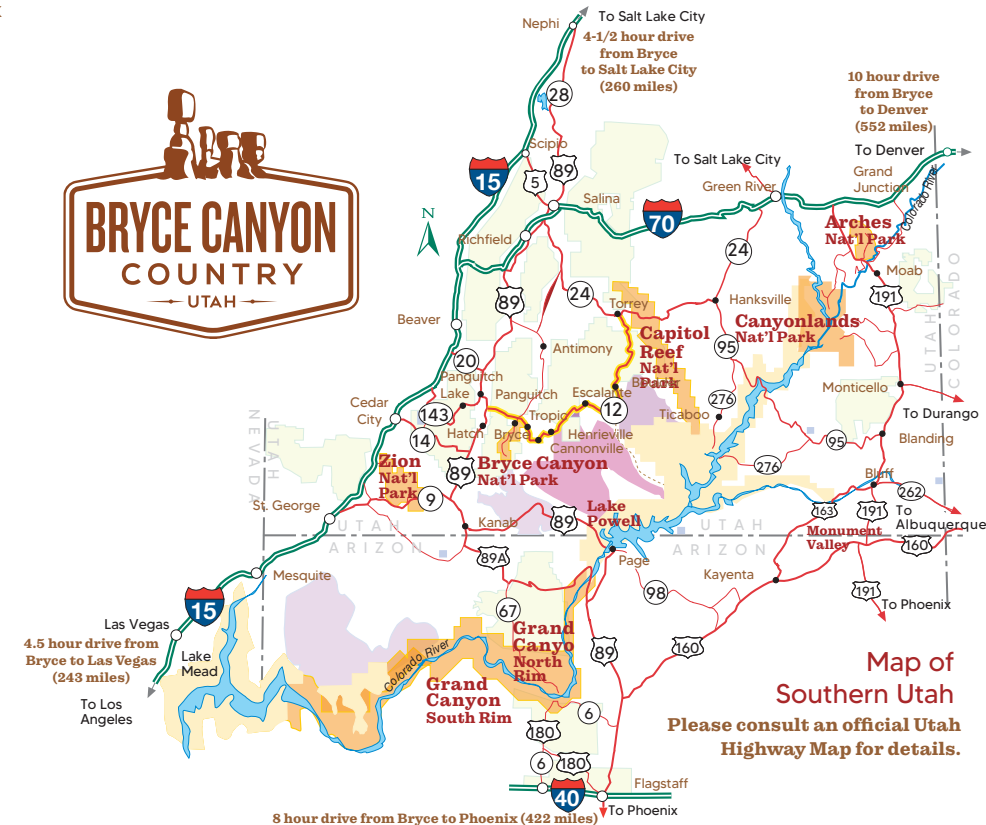 Nephi
To Salt Lake City
4-1/2 hour drive
from Bryce
to Salt Lake City
(260 miles)
28
10 hour drive
from Bryce
to Denver
(552 miles)
Scipio
15
5
89
To Salt Lake City
To Denver
Green River
Grand
Junction
Colorado River
Salina
70
BRYCE CANYON
COUNTRY
UTAH
N
Richfield
Arches
Nat'l Park
24
Moab
191
89
24
Torrey
Hanksville
Canyonlands
Nat'l Park
UTAH
COLORADO
Beaver
Antimony
Capitol
Reef
Nat'l
Park
95
20
Panguitch
Lake
Panguitch
Escalante
12
276
Ticaboo
Monticello
To Durango
Cedar
City
143
14
Hatch
Bryce
Tropic
Henrieville
Cannonville
95
Blanding
NEVADA
UTAH
Zion
Nat'l
Park
89
Bryce Canyon
Nat'l Park
276
Bluff
262
9
St. George
Lake
Powell
163
191
To
Albuquerque
UTAH
Kanab
89
UTAH
Monument
Valley
160
ARIZONA
ARIZONA
89A
Page
Mesquite
Kayenta
98
191
To Phoenix
15
67
Las Vegas
4.5 hour drive from
Bryce to Las Vegas
(243 miles)
Lake
Mead
Colorado River
Grand
Canyo
North
Rim
89
160
Map of
Southern Utah
Grand
Canyon
South Rim
To Los
Angeles
6
Please consult an official Utah
Highway Map for details.
180
6
180
40
Flagstaff
To Phoenix
8 hour drive from Bryce to Phoenix (422 miles)